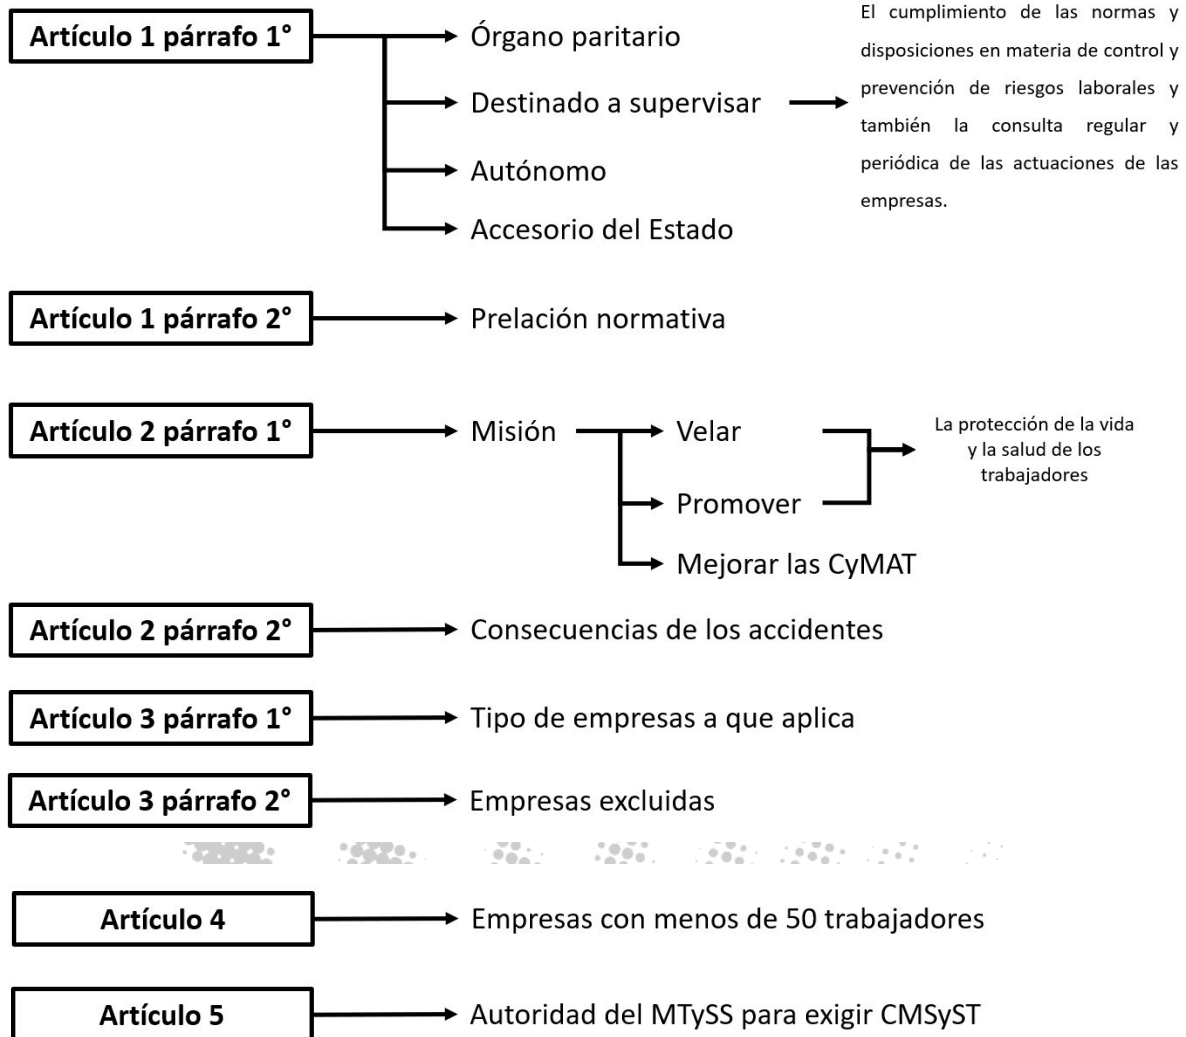 Artículo 1 párrafo 1°
Órgano paritario
Destinado a supervisar
Autónomo
Accesorio del Estado
El cumplimiento de las normas y
disposiciones en materia de control y
prevención de riesgos laborales y
también la consulta regular y
periódica de las actuaciones de las
empresas.
Artículo 1 párrafo 2°
Prelación normativa
Artículo 2 párrafo 1°
Misión
Velar
Promover
Mejorar las CyMAT
La protección de la vida
y la salud de los
trabajadores
Artículo 2 párrafo 2°
Consecuencias de los accidentes
Artículo 3 párrafo 1°
Tipo de empresas a que aplica
Artículo 3 párrafo 2°
Empresas excluidas
Artículo 4
Empresas con menos de 50 trabajadores
Artículo 5
Autoridad del MTySS para exigir CMSyST